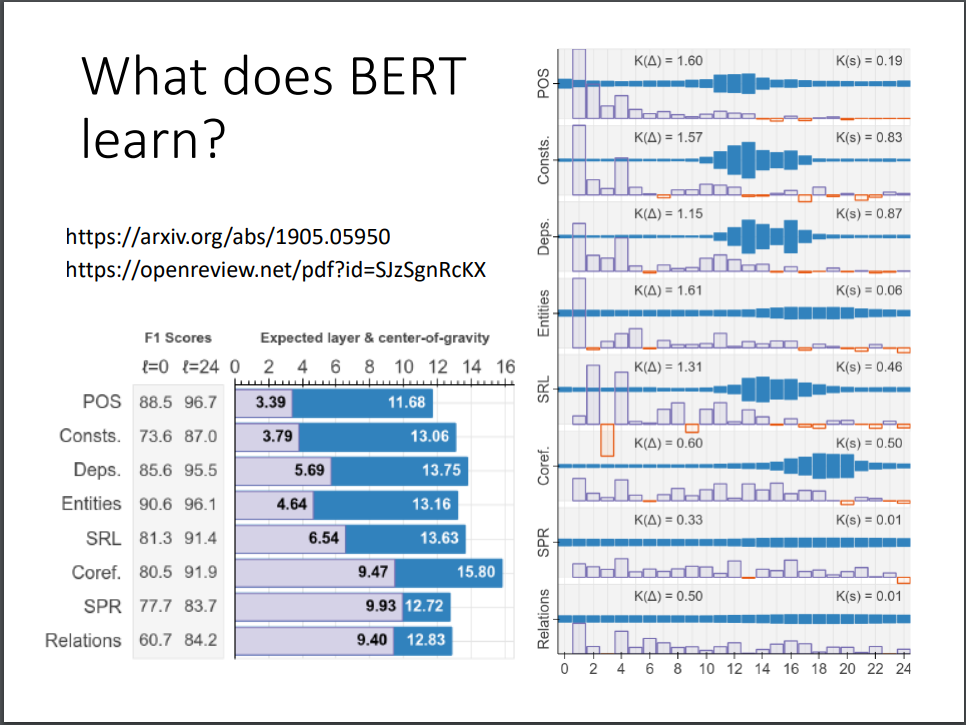 What does BERT
learn?
https://arxiv.org/abs/1905.05950
https://openreview.net/pdf?id=SJzSgnRcKX
F1 Scores Expected layer & center-of-gravity
ℓ=0 ℓ=24 0 2 4 6 8 10 12 14 16
POS 88.5 96.7 3.39 11.68
Consts. 73.6 87.0 3.79 13.06
Deps. 85.6 95.5 5.69 13.75
Entities 90.6 96.1 4.64 13.16
SRL 81.3 91.4 6.54 13.63
Coref. 80.5 91.9 9.47 15.80
SPR 77.7 83.7 9.93 12.72
Relations 60.7 84.2 9.40 12.83
POS K(Δ) = 1.60 K(s) = 0.19
Consts. K(Δ) = 1.57 K(s) = 0.83
Deps. K(Δ) = 1.15 K(s) = 0.87
Entities K(Δ) = 1.61 K(s) = 0.06
SRL K(Δ) = 1.31 K(s) = 0.46
Coref. K(Δ) = 0.60 K(s) = 0.50
SPR K(Δ) = 0.33 K(s) = 0.01
Relations K(Δ) = 0.50 K(s) = 0.01
0 2 4 6 8 10 12 14 16 18 20 22 24